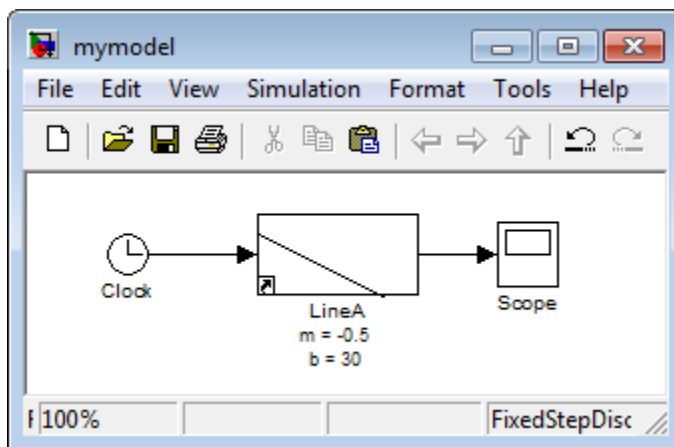 mymodel
File Edit View Simulation Format Tools Help
Clock
LineA
m = -0.5
b = 30
Scope
100%
FixedStepDisc